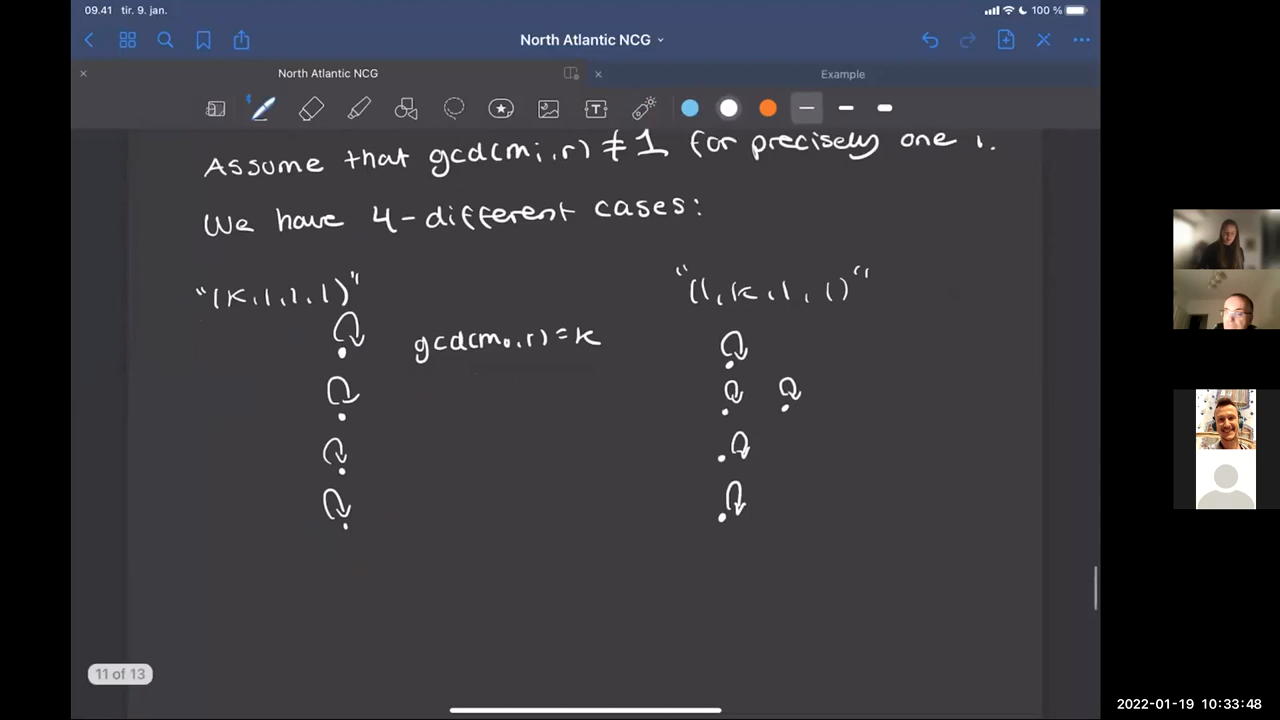 09.41 tir. 9. jan.
100 %
North Atlantic NCG
North Atlantic NCG
Example
Assume that gcd(mi,r) ≠ 1 for precisely one i.
We have 4-different cases:
"(k,1,1,1)"
"(1,k,1,1)"
gcd(m0,r)=k
11 of 13
2022-01-19 10:33:48